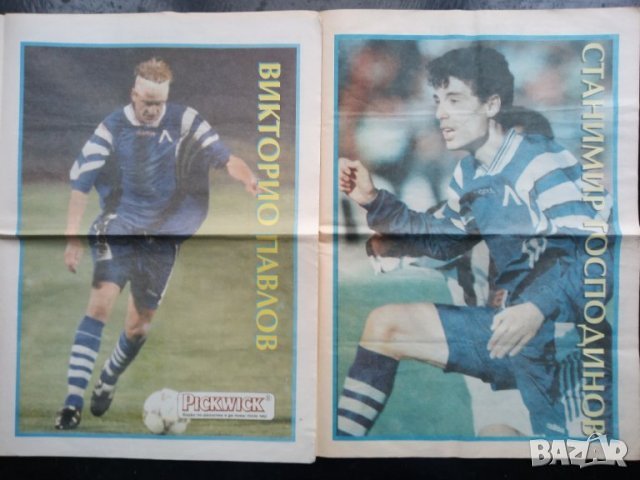 ВИКТОРИО ПАВЛОВ
Л
PICKWICK®
СТАНИМИР ГОСПОДИНОВ
Л
BAZAR